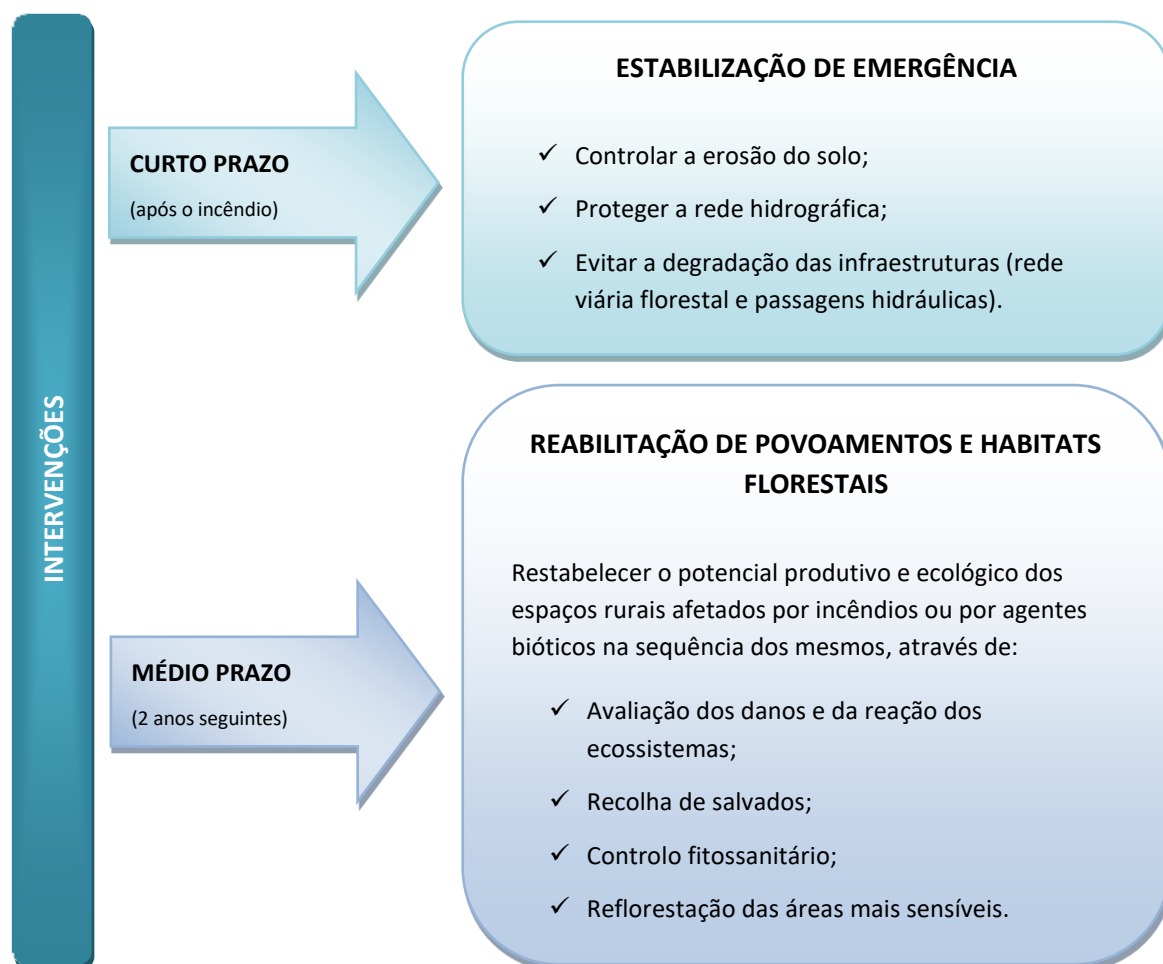 INTERVENÇÕES
CURTO PRAZO
(após o incêndio)
ESTABILIZAÇÃO DE EMERGÊNCIA
✓ Controlar a erosão do solo;
✓ Proteger a rede hidrográfica;
✓ Evitar a degradação das infraestruturas (rede
viária florestal e passagens hidráulicas).
MÉDIO PRAZO
(2 anos seguintes)
REABILITAÇÃO DE POVOAMENTOS E HABITATS
FLORESTAIS
Restabelecer o potencial produtivo e ecológico dos
espaços rurais afetados por incêndios ou por agentes
bióticos na sequência dos mesmos, através de:
✓ Avaliação dos danos e da reação dos
ecossistemas;
✓ Recolha de salvados;
✓ Controlo fitossanitário;
✓ Reflorestação das áreas mais sensíveis.